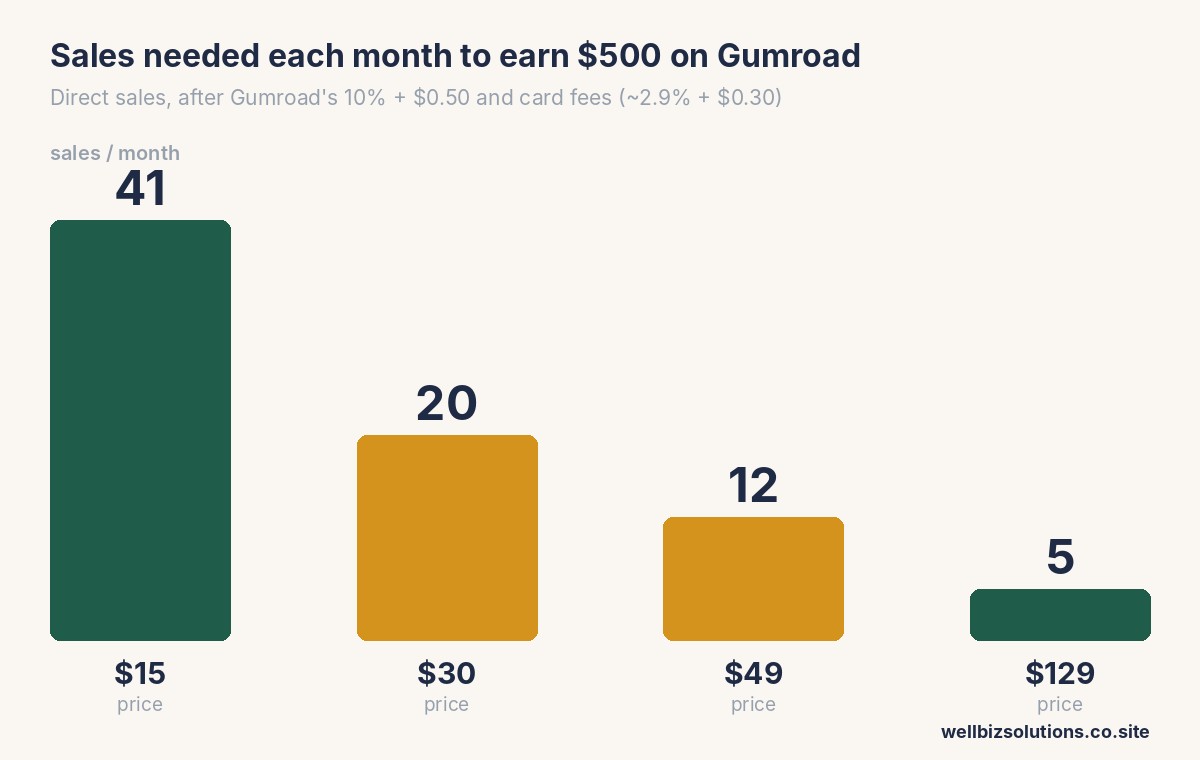 Sales needed each month to earn $500 on Gumroad
Direct sales, after Gumroad's 10% + $0.50 and card fees (~2.9% + $0.30)
sales / month
41
20
12
5
$15
$30
$49
$129
price
price
price
price
wellbizsolutions.co.site